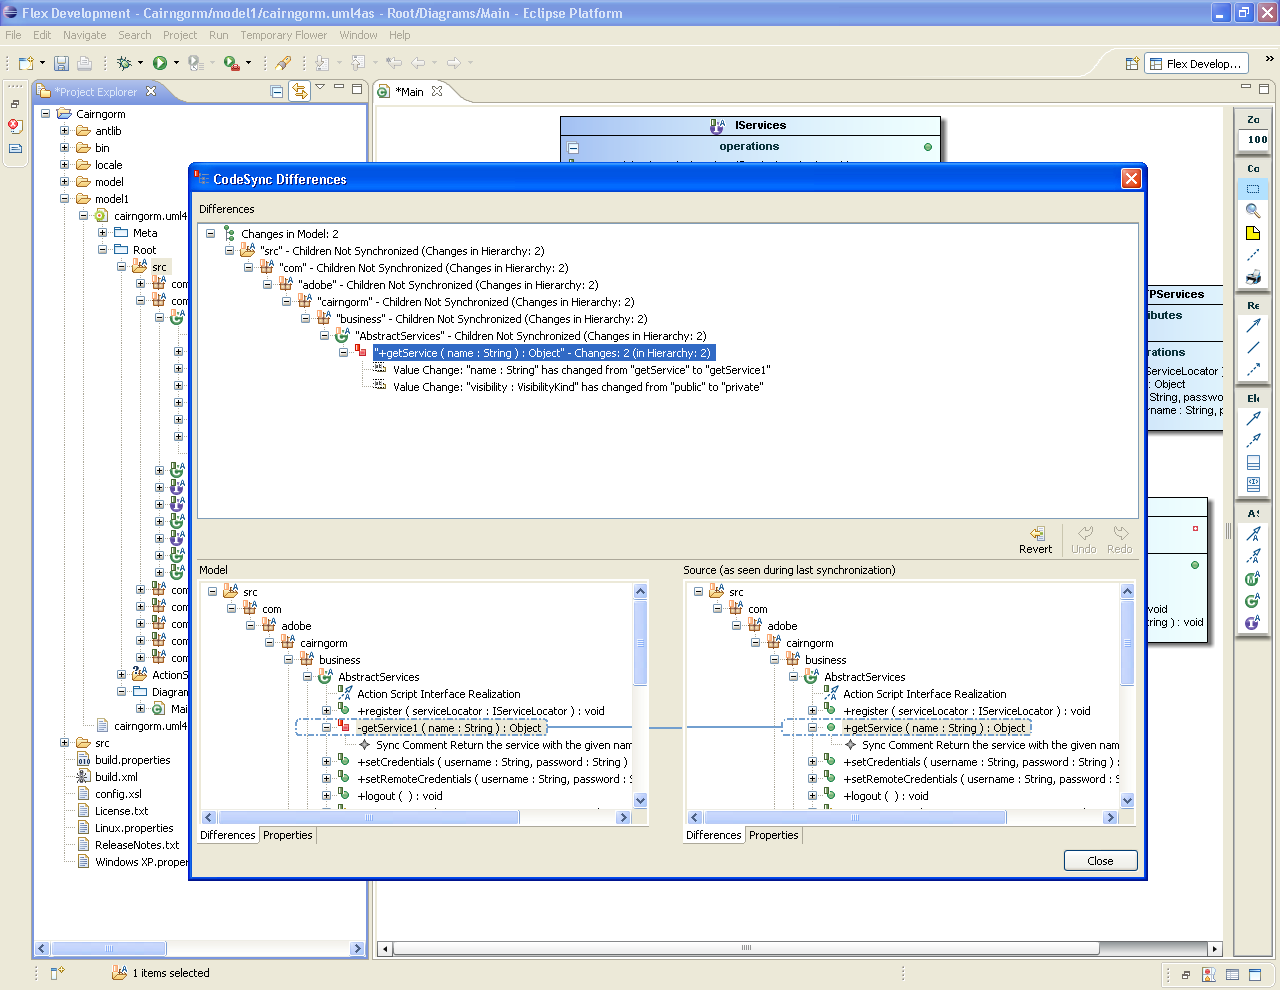 Flex Development - Cairngorm/model1/cairngorm.uml4as - Root/Diagrams/Main - Eclipse Platform
File Edit Navigate Search Project Run Temporary Flower Window Help
Flex Develop...
*Project Explorer
*Main
Cairngorm
antlib
bin
locale
model
model1
cairngorm.uml4
Meta
Root
src
com
com
com
com
com
com
com
ActionS
Diagram
Mai
cairngorm.uml4
src
build.properties
build.xml
config.xsl
License.txt
Linux.properties
ReleaseNotes.txt
Windows XP.prope
IServices
operations
Zo
100
Co
Re
Ele
AS
TPServices
ibutes
rations
ServiceLocator )
: Object
: String, passwor
rname : String, p
void
tring ) : void
CodeSync Differences
Differences
Changes in Model: 2
"src" - Children Not Synchronized (Changes in Hierarchy: 2)
"com" - Children Not Synchronized (Changes in Hierarchy: 2)
"adobe" - Children Not Synchronized (Changes in Hierarchy: 2)
"cairngorm" - Children Not Synchronized (Changes in Hierarchy: 2)
"business" - Children Not Synchronized (Changes in Hierarchy: 2)
"AbstractServices" - Children Not Synchronized (Changes in Hierarchy: 2)
"+getService ( name : String ) : Object" - Changes: 2 (in Hierarchy: 2)
Value Change: "name : String" has changed from "getService" to "getService1"
Value Change: "visibility : VisibilityKind" has changed from "public" to "private"
Revert Undo Redo
Model
src
com
adobe
cairngorm
business
AbstractServices
Action Script Interface Realization
+register ( serviceLocator : IServiceLocator ) : void
-getService1 ( name : String ) : Object
Sync Comment Return the service with the given nam
+setCredentials ( username : String, password : String )
+setRemoteCredentials ( username : String, password : S
+logout ( ) : void
Differences Properties
Source (as seen during last synchronization)
src
com
adobe
cairngorm
business
AbstractServices
Action Script Interface Realization
+register ( serviceLocator : IServiceLocator ) : void
+getService ( name : String ) : Object
Sync Comment Return the service with the given nam
+setCredentials ( username : String, password : String )
+setRemoteCredentials ( username : String, password : S
+logout ( ) : void
Differences Properties
Close
1 items selected